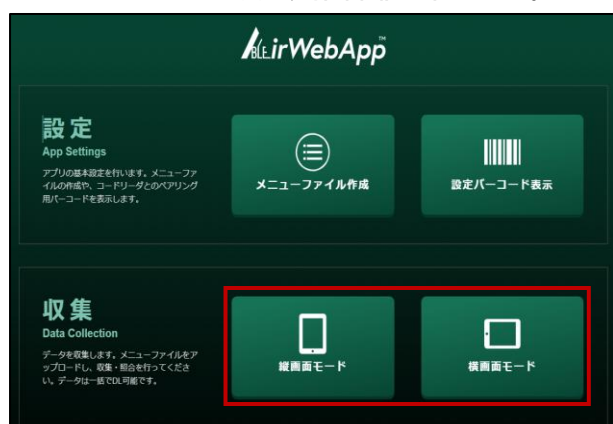 BLE.irWebApp™
設定
App Settings
アプリの基本設定を行います。メニューファ
イルの作成や、コードリーダとのペアリング
用バーコードを表示します。
メニューファイル作成
設定バーコード表示
収集
Data Collection
データを収集します。メニューファイルをア
ップロードし、収集・照合を行ってくださ
い。データは一括でDL可能です。
縦画面モード
横画面モード